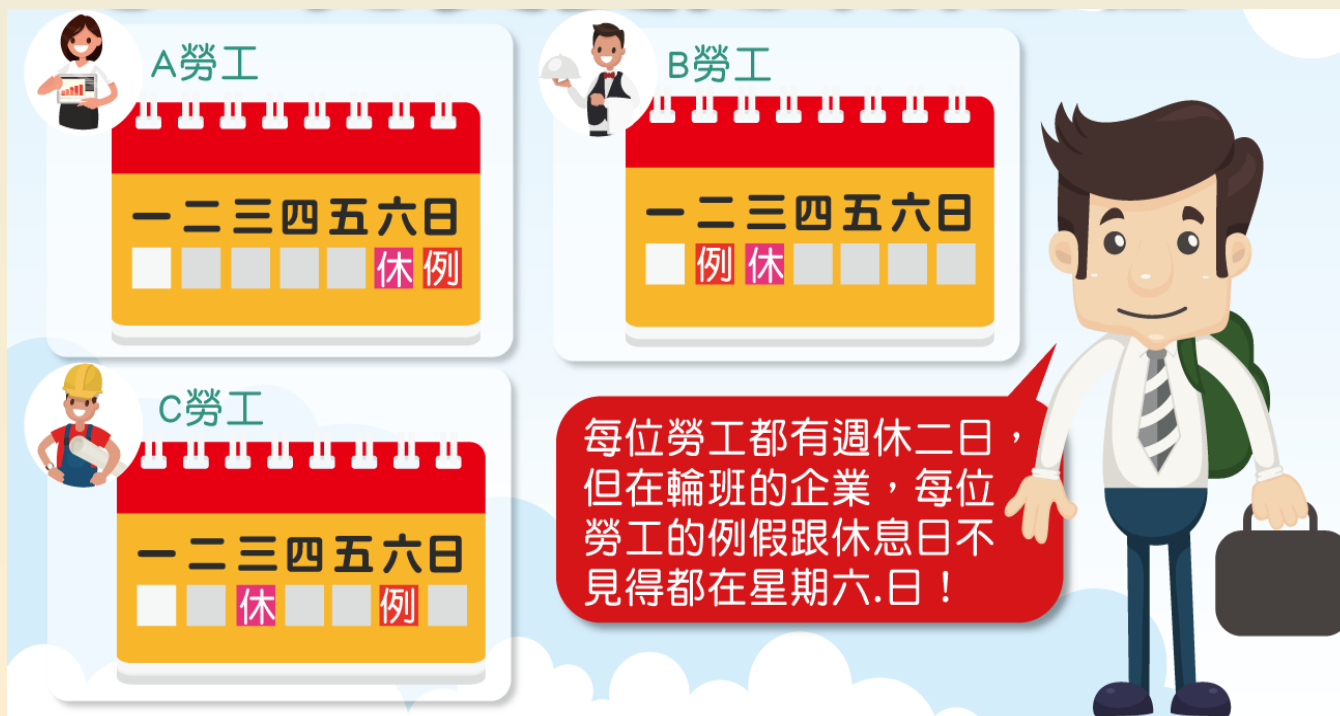 A勞工
一二三四五六日
休例
B勞工
一二三四五六日
例休
C勞工
一二三四五六日
休例
每位勞工都有週休二日，
但在輪班的企業，每位
勞工的例假跟休息日不
見得都在星期六.日！